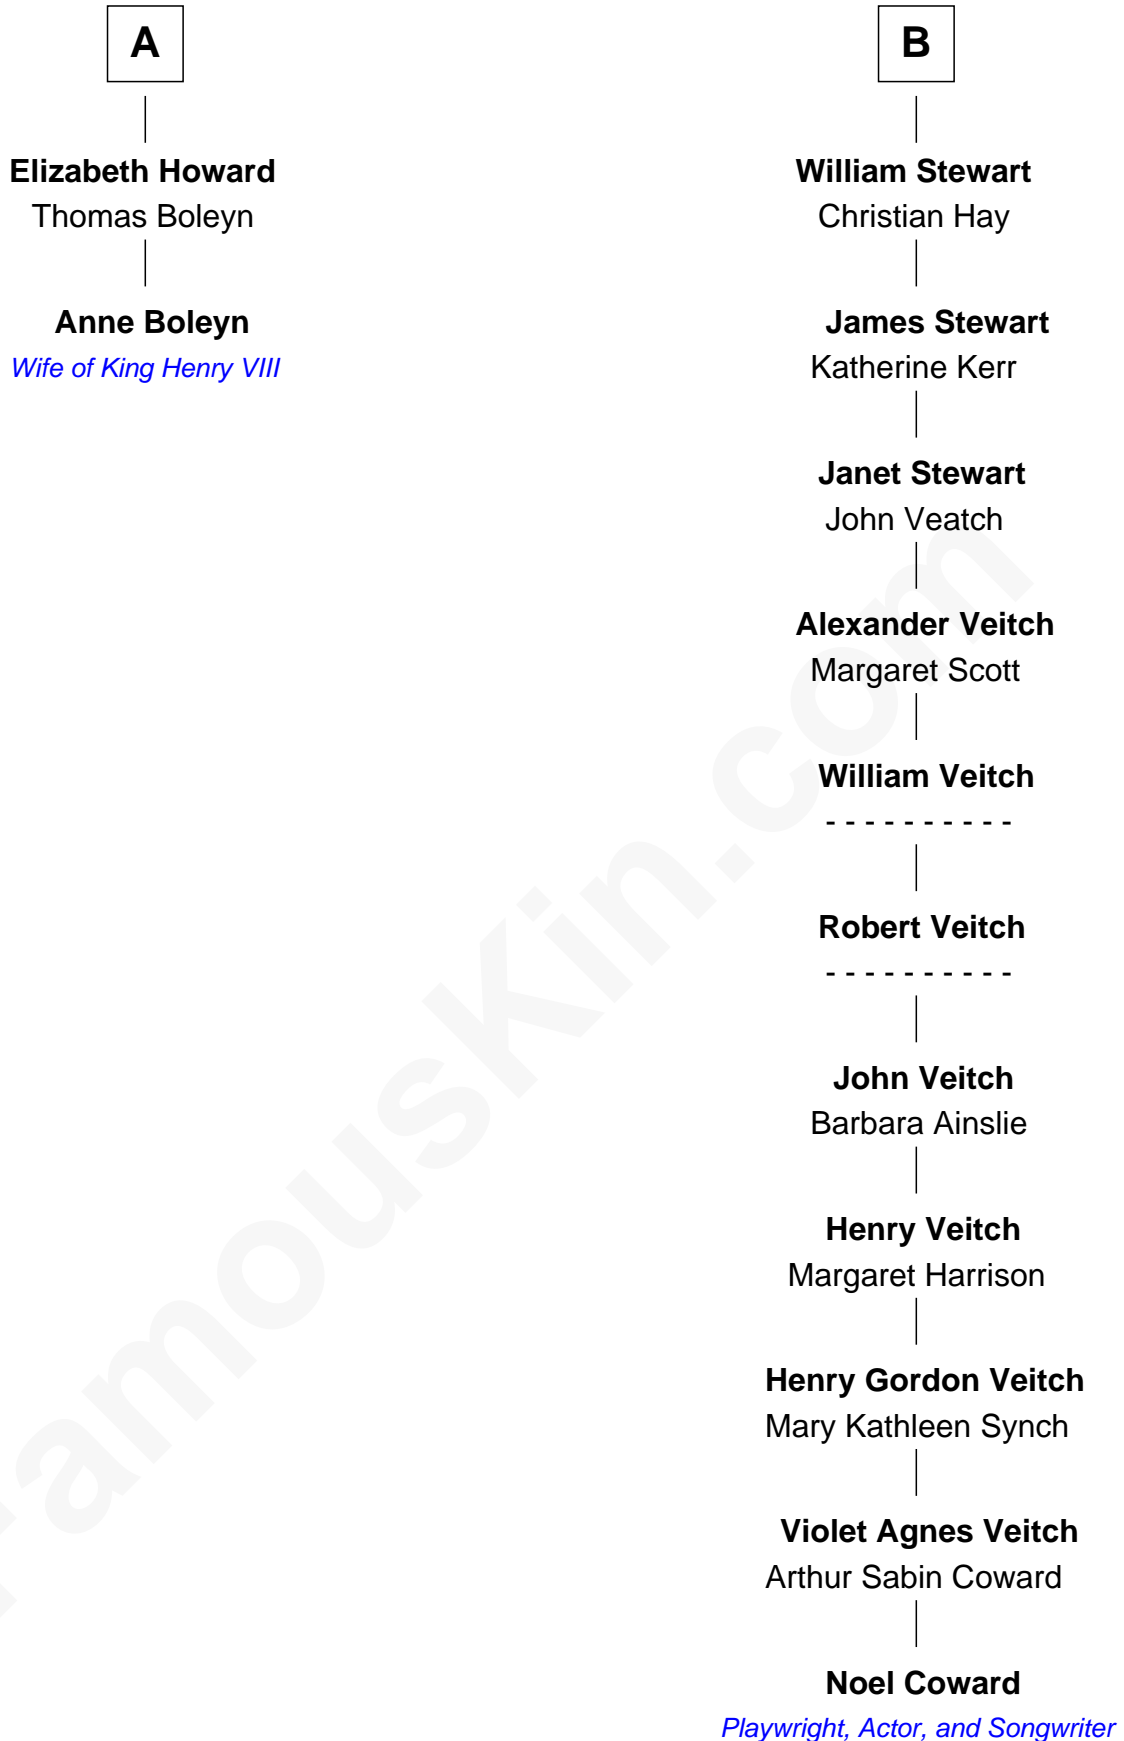 A
Elizabeth Howard
Thomas Boleyn
Anne Boleyn
Wife of King Henry VIII
B
William Stewart
Christian Hay
James Stewart
Katherine Kerr
Janet Stewart
John Veatch
Alexander Veitch
Margaret Scott
William Veitch
- - - - - - - - - -
Robert Veitch
- - - - - - - - - -
John Veitch
Barbara Ainslie
Henry Veitch
Margaret Harrison
Henry Gordon Veitch
Mary Kathleen Synch
Violet Agnes Veitch
Arthur Sabin Coward
Noel Coward
Playwright, Actor, and Songwriter
FamousKin.com